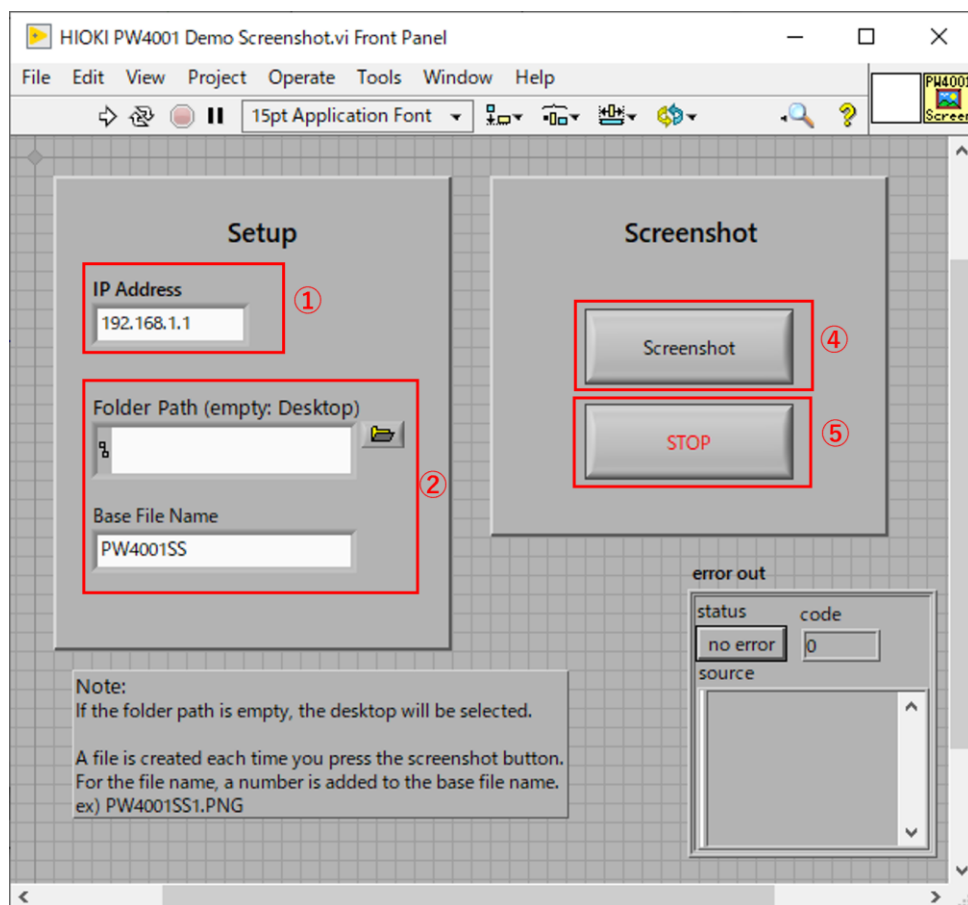 HIOKI PW4001 Demo Screenshot.vi Front Panel
File Edit View Project Operate Tools Window Help
15pt Application Font
PW4001
Screen
Setup
IP Address
192.168.1.1
①
Folder Path (empty: Desktop)
②
Base File Name
PW4001SS
Screenshot
Screenshot
④
STOP
⑤
error out
status code
no error 0
source
Note:
If the folder path is empty, the desktop will be selected.
A file is created each time you press the screenshot button.
For the file name, a number is added to the base file name.
ex) PW4001SS1.PNG